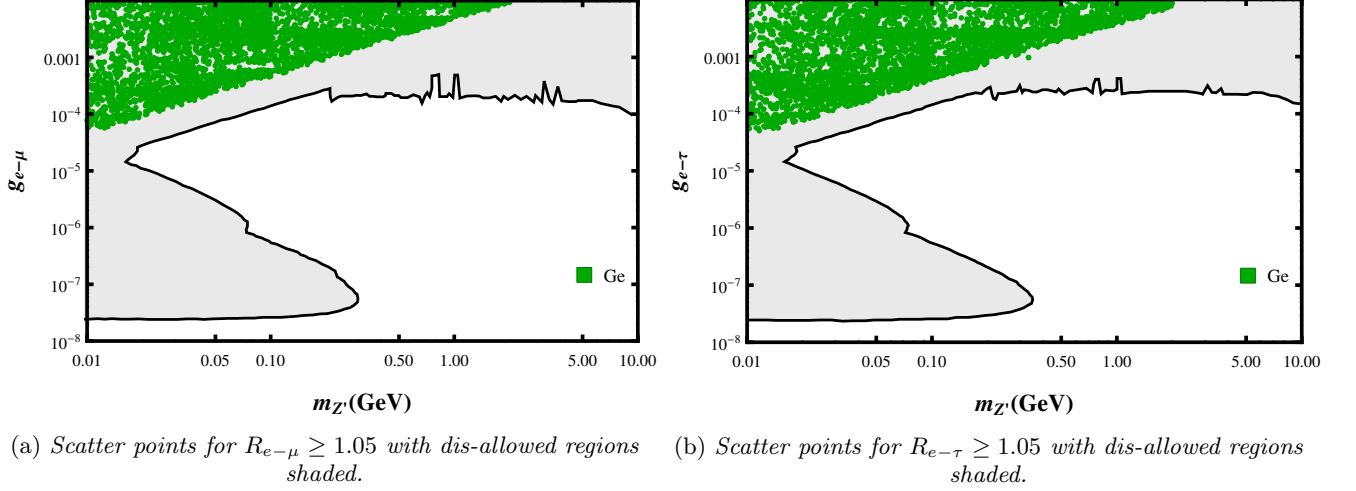 0.001
10⁻⁴
10⁻⁵
10⁻⁶
10⁻⁷
10⁻⁸
g_{e−μ}
Ge
0.01 0.05 0.10 0.50 1.00 5.00 10.00
m_{Z'}(GeV)
(a) Scatter points for R_{e−μ} ≥ 1.05 with dis-allowed regions
shaded.
0.001
10⁻⁴
10⁻⁵
10⁻⁶
10⁻⁷
10⁻⁸
g_{e−τ}
Ge
0.01 0.05 0.10 0.50 1.00 5.00 10.00
m_{Z'}(GeV)
(b) Scatter points for R_{e−τ} ≥ 1.05 with dis-allowed regions
shaded.